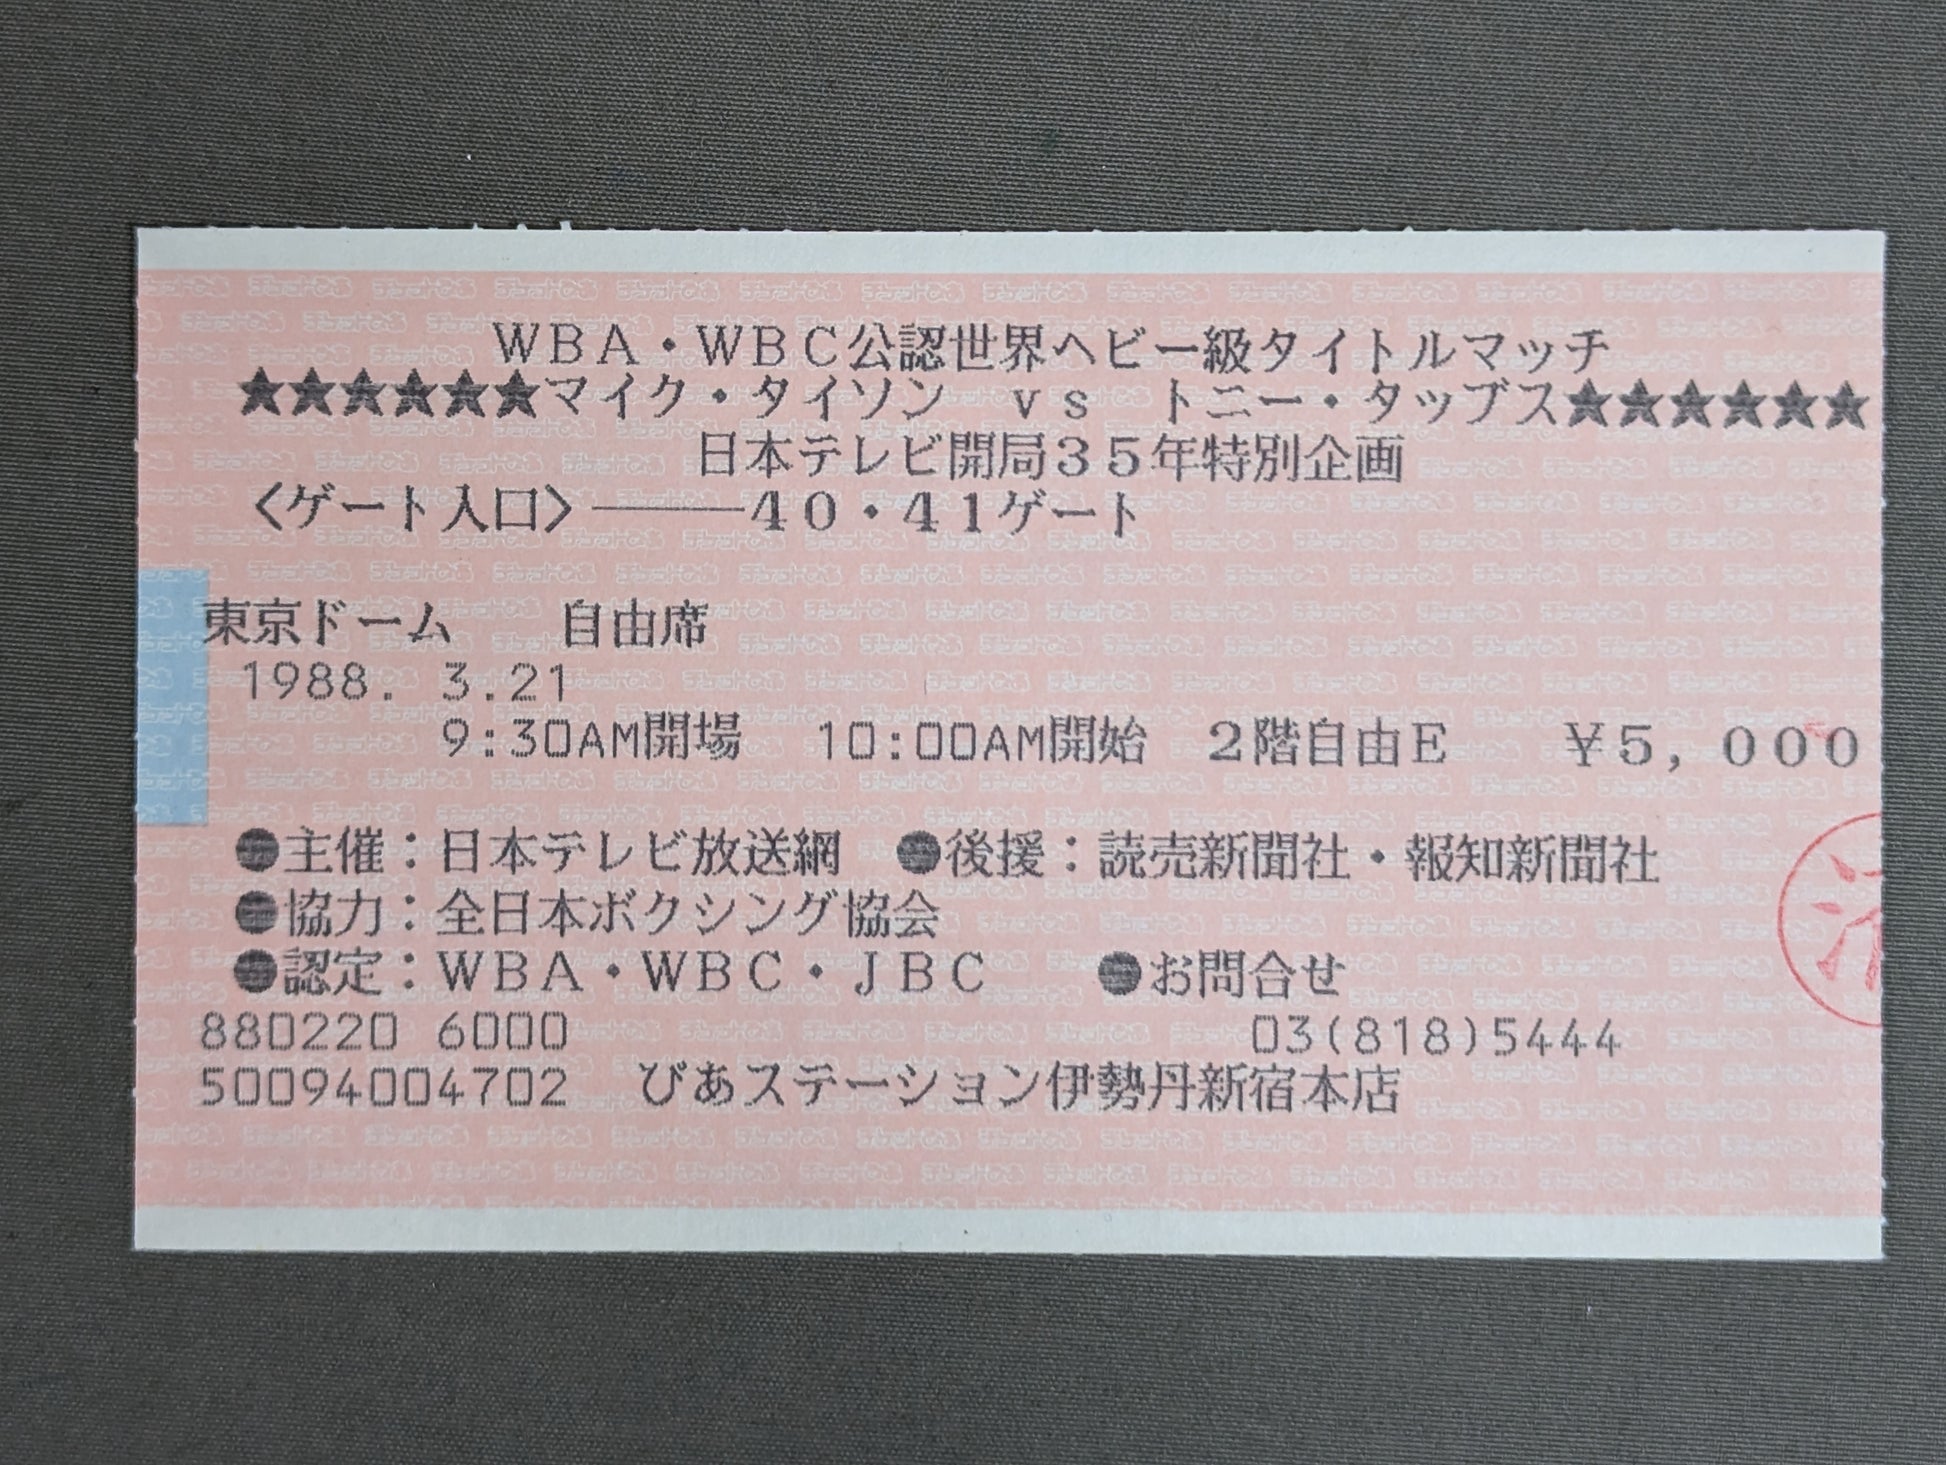 WBA・WBC公認世界ヘビー級タイトルマッチ
★★★★★★マイク・タイソン vs トニー・タッブス★★★★★★
日本テレビ開局35年特別企画
〈ゲート入口〉―――40・41ゲート
東京ドーム 自由席
1988. 3.21
9:30AM開場 10:00AM開始 2階自由E ¥5,000
●主催：日本テレビ放送網 ●後援：読売新聞社・報知新聞社
●協力：全日本ボクシング協会
●認定：WBA・WBC・JBC ●お問合せ
880220 6000 03(818)5444
50094004702 ぴあステーション伊勢丹新宿本店